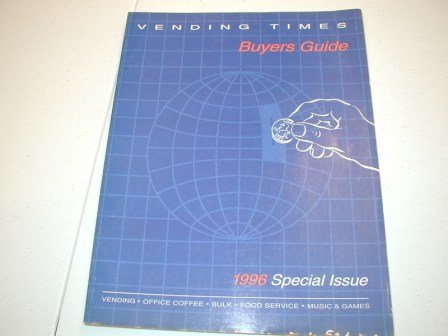 VENDING TIMES
Buyers Guide
1996 Special Issue
VENDING • OFFICE COFFEE • BULK • FOOD SERVICE • MUSIC & GAMES